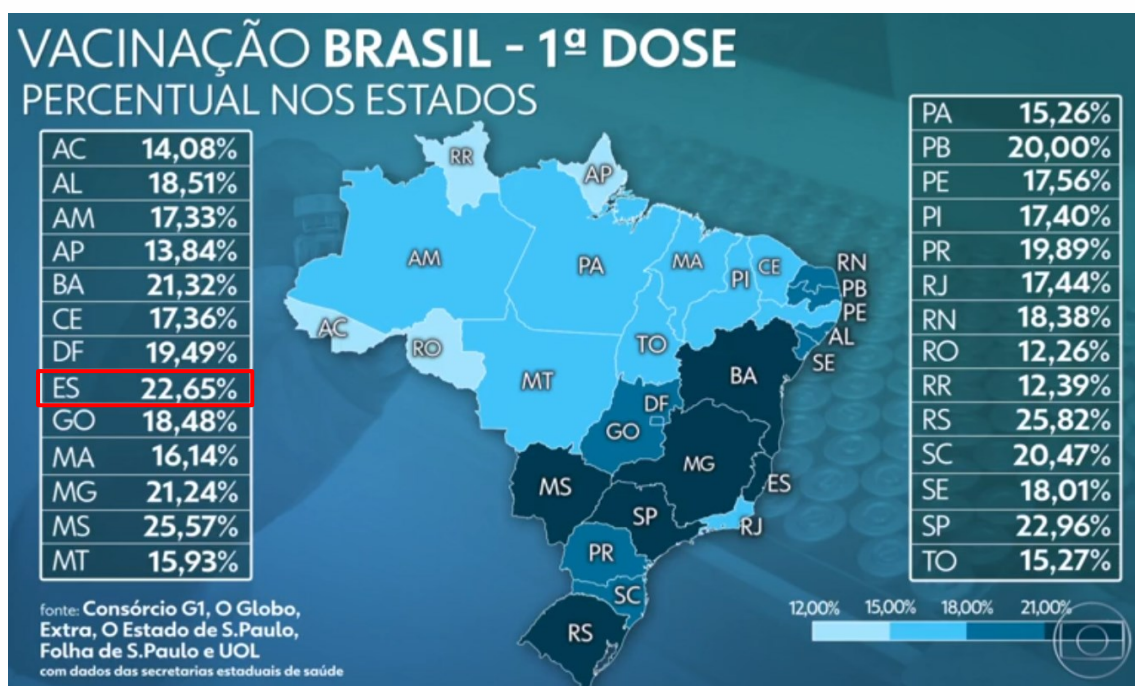 VACINAÇÃO BRASIL - 1ª DOSE
PERCENTUAL NOS ESTADOS
AC 14,08%
AL 18,51%
AM 17,33%
AP 13,84%
BA 21,32%
CE 17,36%
DF 19,49%
ES 22,65%
GO 18,48%
MA 16,14%
MG 21,24%
MS 25,57%
MT 15,93%
fonte: Consórcio G1, O Globo,
Extra, O Estado de S.Paulo,
Folha de S.Paulo e UOL
com dados das secretarias estaduais de saúde
RR
AP
AM
PA
MA
CE
RN
PI
PB
PE
AC
RO
TO
AL
SE
MT
BA
DF
GO
MG
MS
ES
SP
RJ
PR
SC
RS
PA 15,26%
PB 20,00%
PE 17,56%
PI 17,40%
PR 19,89%
RJ 17,44%
RN 18,38%
RO 12,26%
RR 12,39%
RS 25,82%
SC 20,47%
SE 18,01%
SP 22,96%
TO 15,27%
12,00% 15,00% 18,00% 21,00%